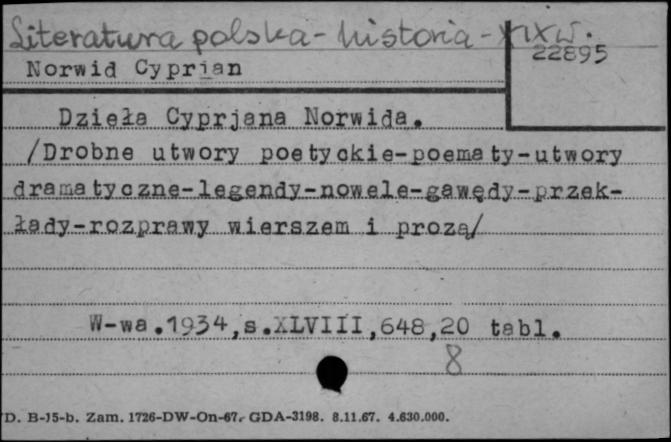 Literatura polska - historia - XIX w.
22895
Norwid Cyprian
Dzieła Cyprjana Norwida.
/Drobne utwory poetyckie-poematy-utwory
dramatyczne-legendy-nowele-gawędy-przek-
łady-rozprawy wierszem i prozą/
W-wa.1934,s.XLVIII,648,20 tabl.
8
D. B-15-b. Zam. 1726-DW-On-67. GDA-3198. 8.11.67. 4.630.000.